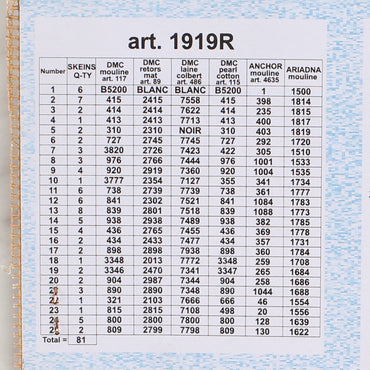 art. 1919R
Number SKEINS Q-TY DMC mouline art. 117 DMC retors mat art. 89 DMC laine colbert art. 486 DMC pearl cotton art. 115 ANCHOR mouline art. 4635 ARIADNA mouline
1 6 B5200 BLANC BLANC B5200 1 1500
2 7 415 2415 7558 415 398 1814
3 4 414 2414 7622 414 235 1815
4 1 413 2413 7713 413 400 1817
5 2 310 2310 NOIR 310 403 1819
6 2 727 2745 7745 727 292 1720
7 3 3820 2726 7423 422 305 1510
8 3 976 2766 7444 976 1001 1533
9 4 920 2919 7360 920 1004 1535
10 1 3777 2354 7127 355 341 1734
11 6 738 2739 7739 738 361 1777
12 6 841 2302 7521 841 1084 1783
13 8 839 2801 7518 839 1088 1773
14 5 938 2938 7489 938 382 1785
15 4 436 2765 7455 436 369 1778
16 2 434 2433 7477 434 357 1731
17 2 898 2898 7938 898 360 1784
18 1 3348 2013 7772 3348 259 1708
19 2 3346 2470 7341 3347 265 1684
20 2 904 2987 7344 904 258 1686
3 890 2890 7348 890 1044 1688
1 321 2103 7666 666 46 1554
23 1 815 2815 7108 498 20 1556
5 800 2800 7800 800 128 1639
2 809 2799 7798 809 130 1622
Total = 81